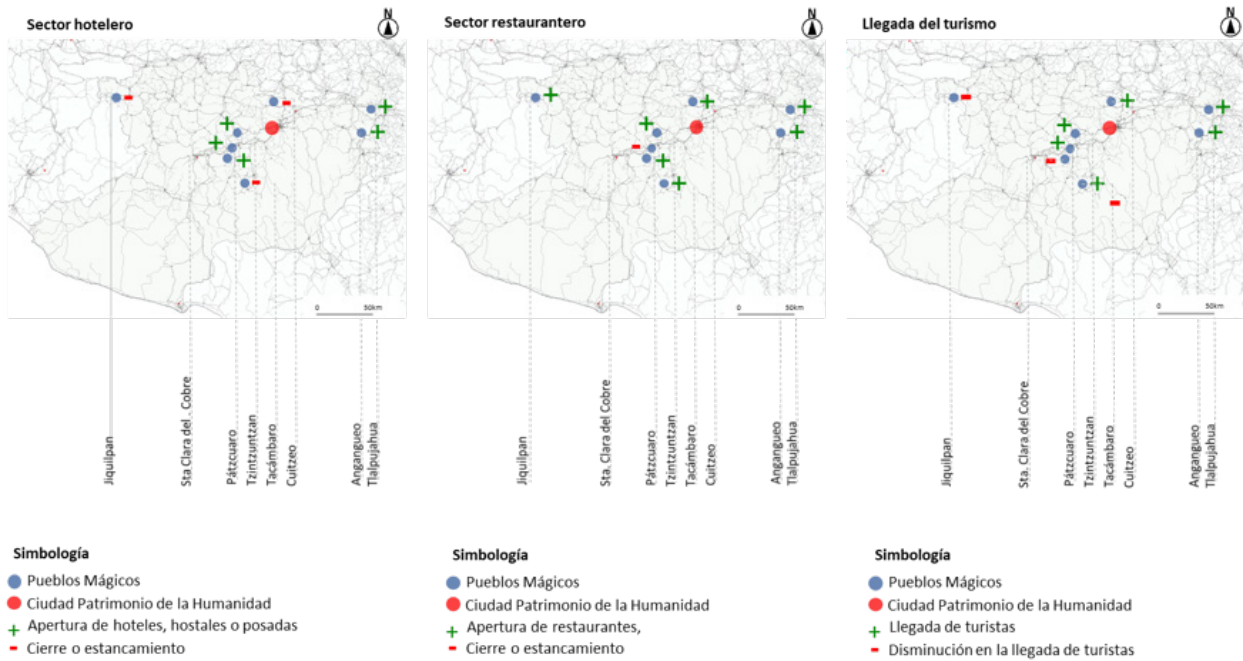 Sector hotelero
N
0 50km
Jiquilpan
Sta. Clara del . Cobre
Pátzcuaro
Tzintzuntzan
Tacámbaro
Cuitzeo
Angangueo
Tlalpujahua
Simbología
Pueblos Mágicos
Ciudad Patrimonio de la Humanidad
Apertura de hoteles, hostales o posadas
Cierre o estancamiento
Sector restaurantero
N
0 50km
Jiquilpan
Sta. Clara del Cobre
Pátzcuaro
Tzintzuntzan
Tacámbaro
Cuitzeo
Angangueo
Tlalpujahua
Simbología
Pueblos Mágicos
Ciudad Patrimonio de la Humanidad
Apertura de restaurantes,
Cierre o estancamiento
Llegada del turismo
N
0 50km
Jiquilpan
Sta. Clara del Cobre
Pátzcuaro
Tzintzuntzan
Tacámbaro
Cuitzeo
Angangueo
Tlalpujahua
Simbología
Pueblos Mágicos
Ciudad Patrimonio de la Humanidad
Llegada de turistas
Disminución en la llegada de turistas